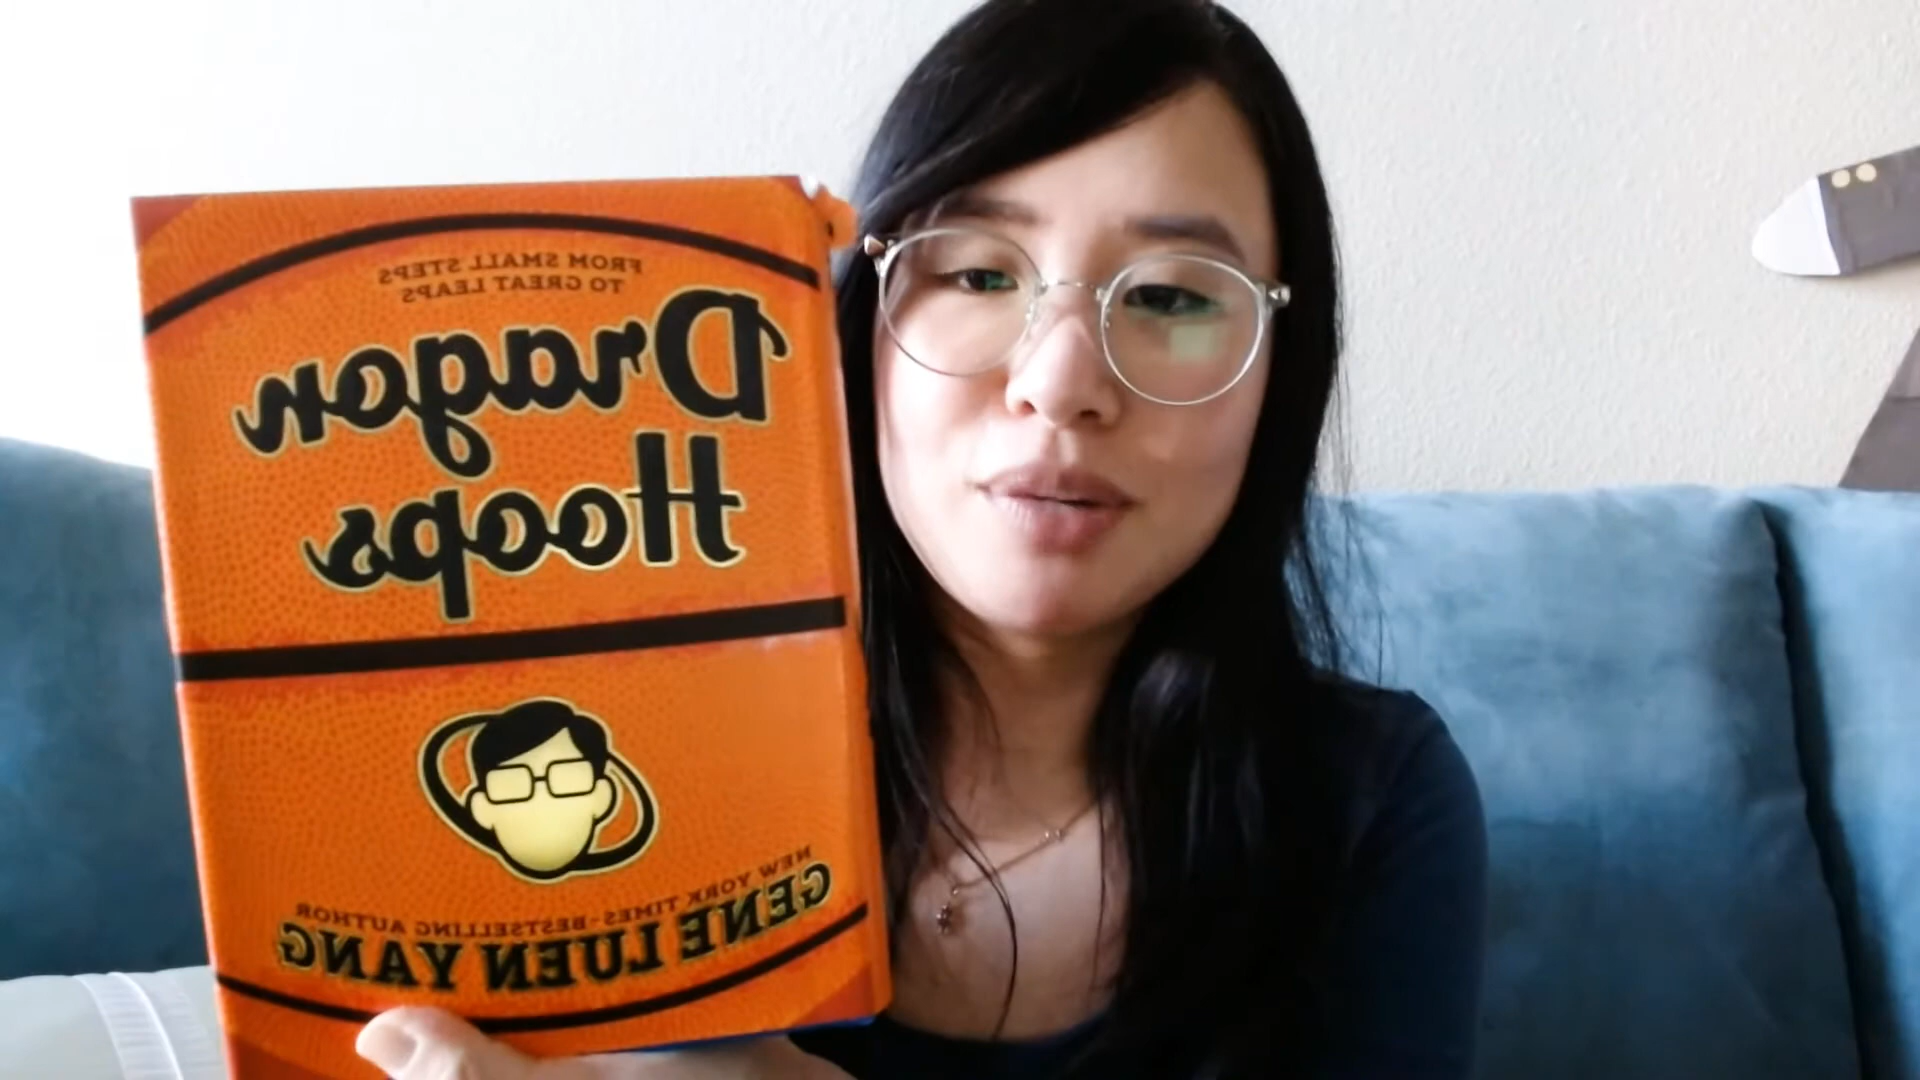 FROM SMALL STEPS
TO GREAT LEAPS
Dragon
Hoops
NEW YORK TIMES-BESTSELLING AUTHOR
GENE LUEN YANG